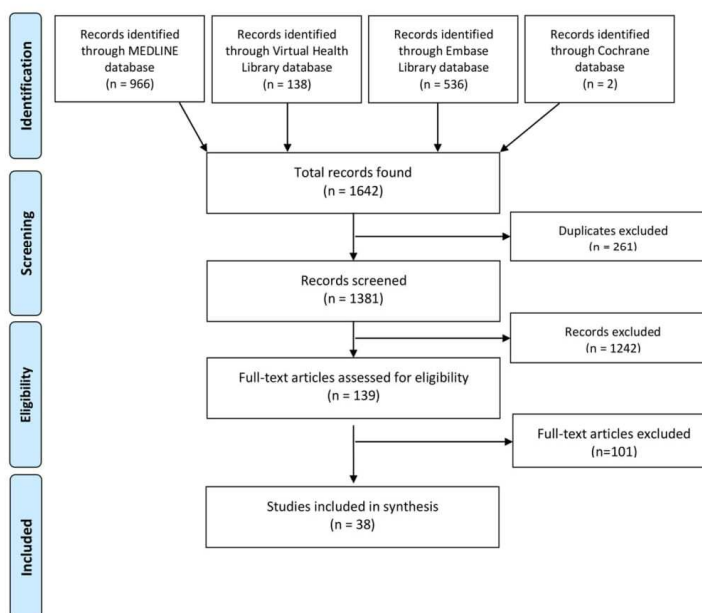 Identification
Records identified
through MEDLINE
database
(n = 966)
Records identified
through Virtual Health
Library database
(n = 138)
Records identified
through Embase
Library database
(n = 536)
Records identified
through Cochrane
database
(n = 2)
Total records found
(n = 1642)
Screening
Duplicates excluded
(n = 261)
Records screened
(n = 1381)
Records excluded
(n = 1242)
Eligibility
Full-text articles assessed for eligibility
(n = 139)
Full-text articles excluded
(n=101)
Included
Studies included in synthesis
(n = 38)